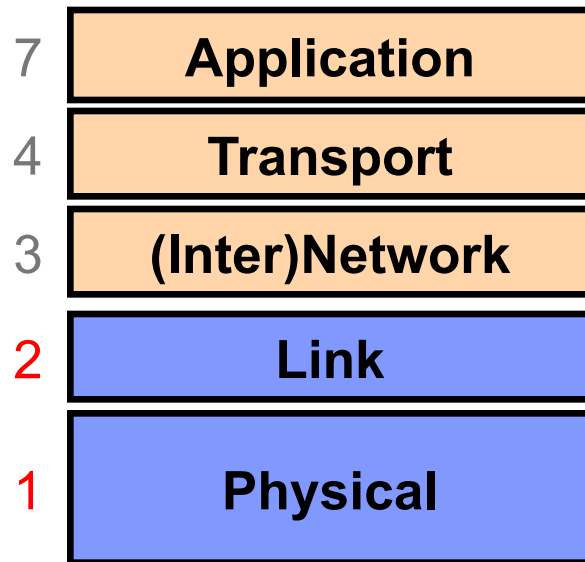 7 Application
4 Transport
3 (Inter)Network
2 Link
1 Physical